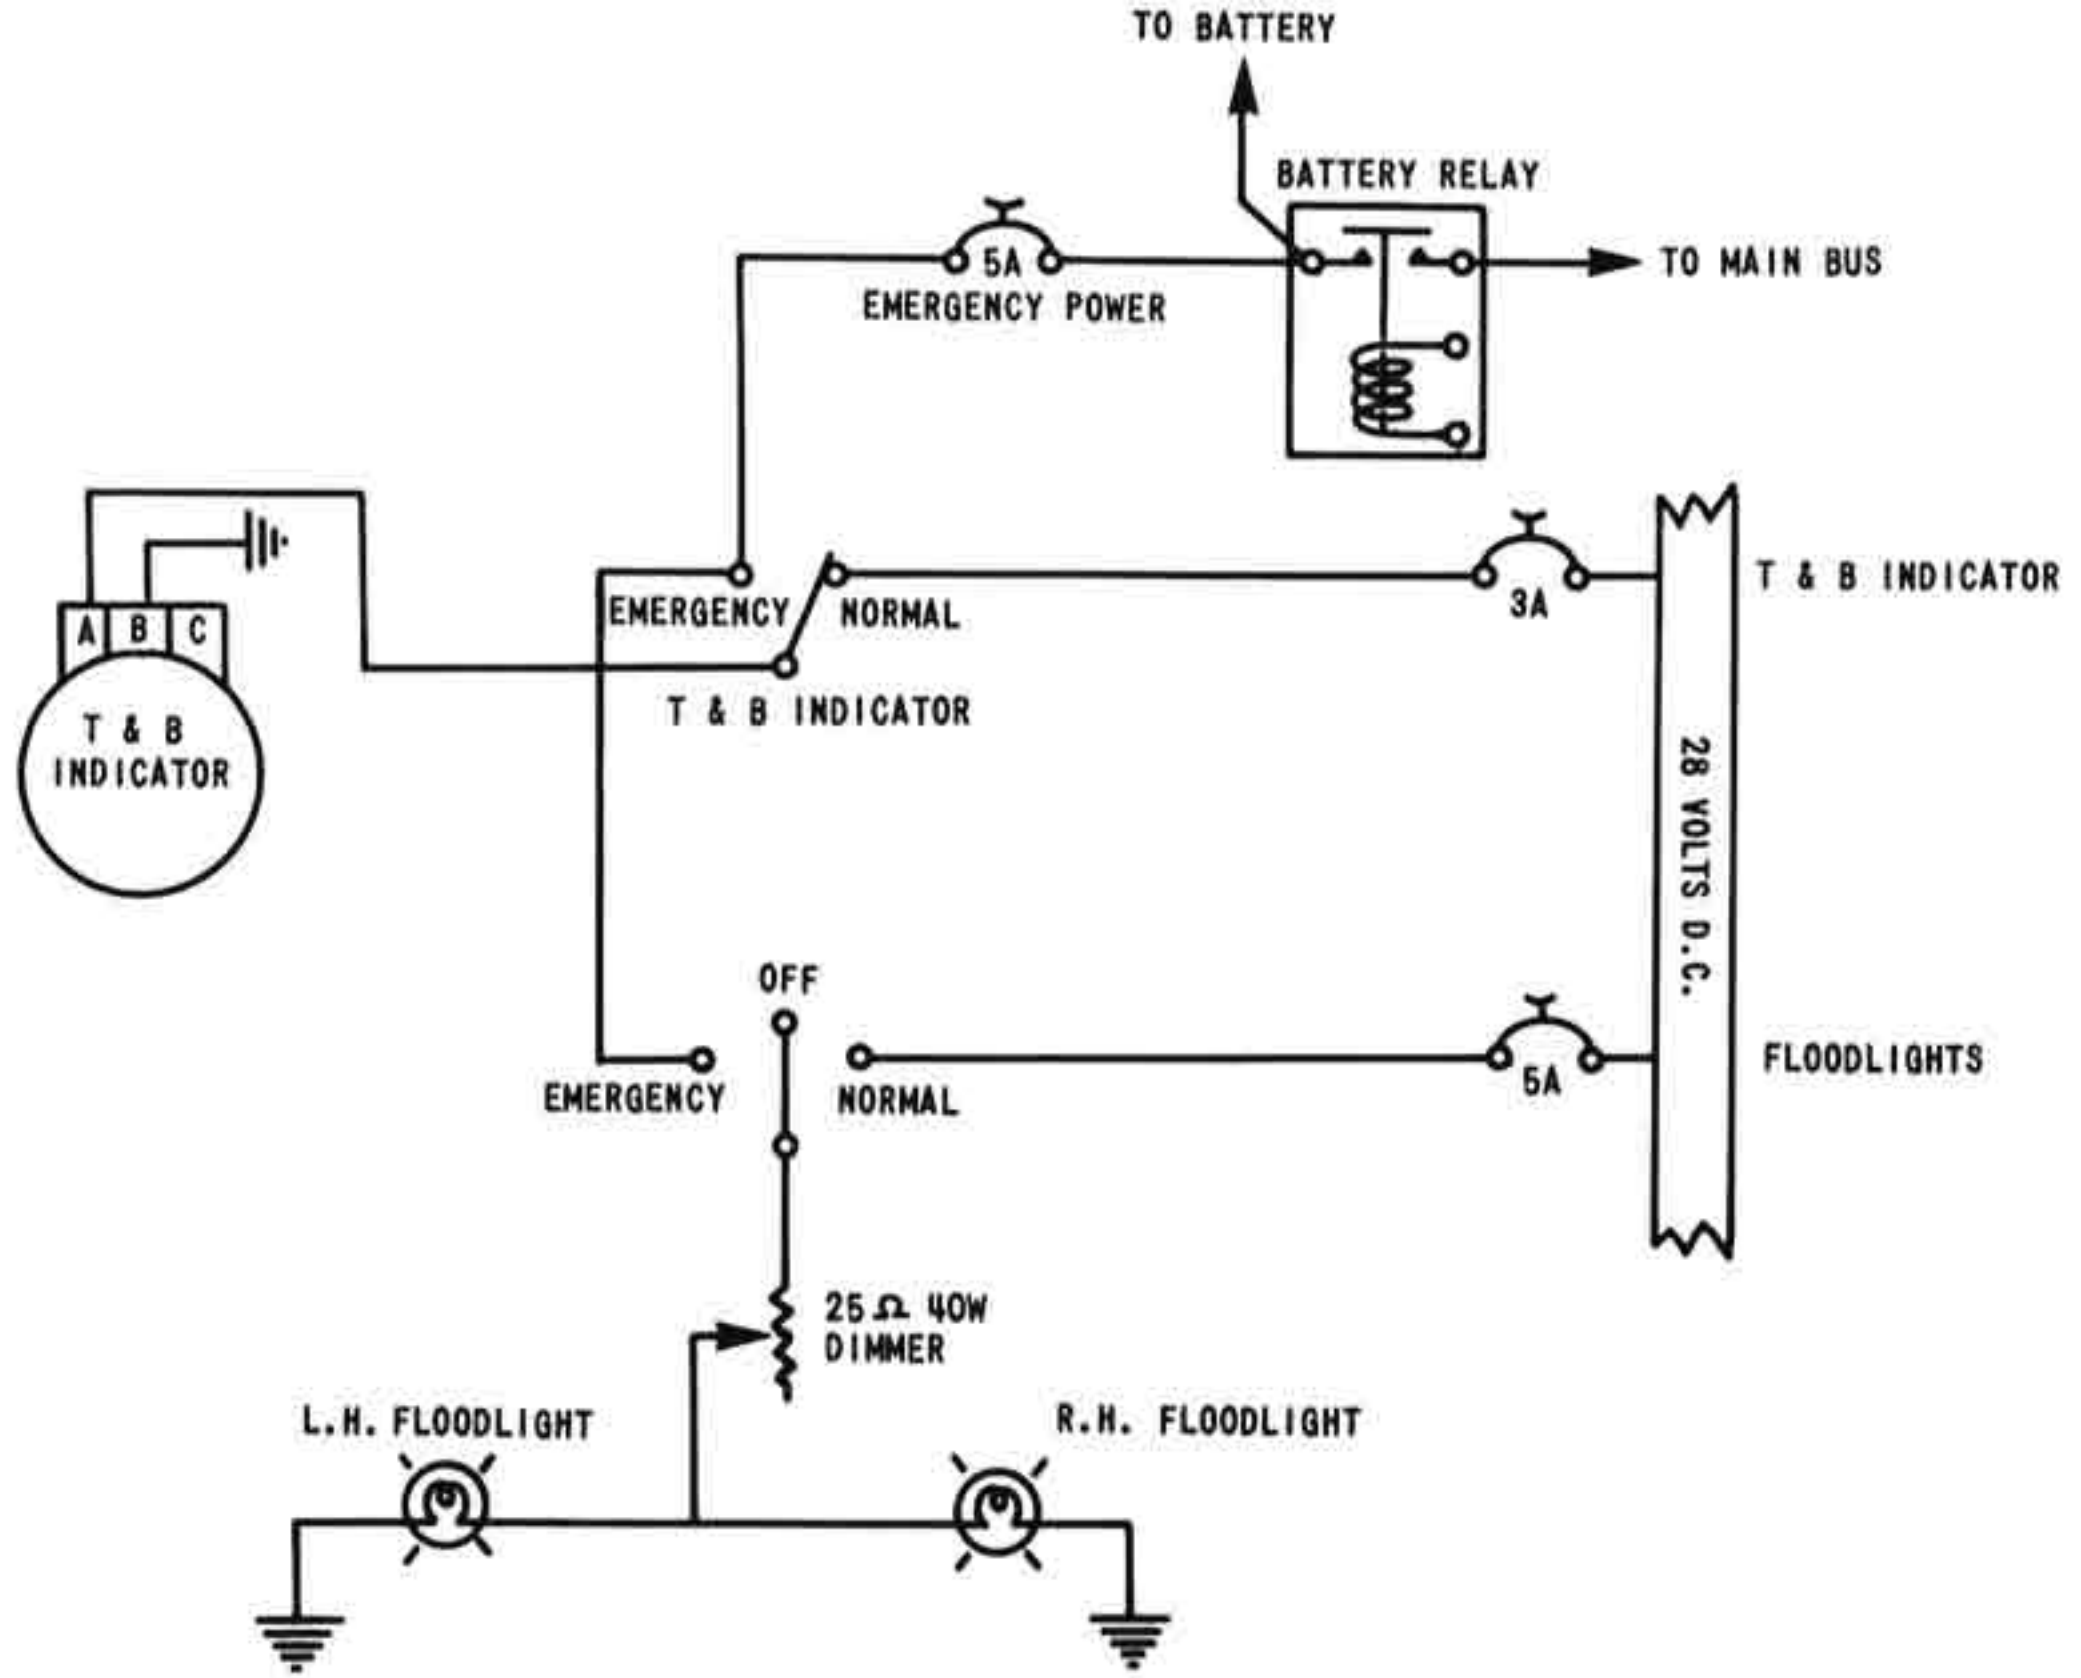 TO BATTERY
BATTERY RELAY
5A
TO MAIN BUS
EMERGENCY POWER
T & B INDICATOR
3A
EMERGENCY
NORMAL
A
B
C
T & B INDICATOR
T & B
INDICATOR
28 VOLTS D.C.
OFF
FLOODLIGHTS
5A
EMERGENCY
NORMAL
25 Ω 40W
DIMMER
L.H. FLOODLIGHT
R.H. FLOODLIGHT